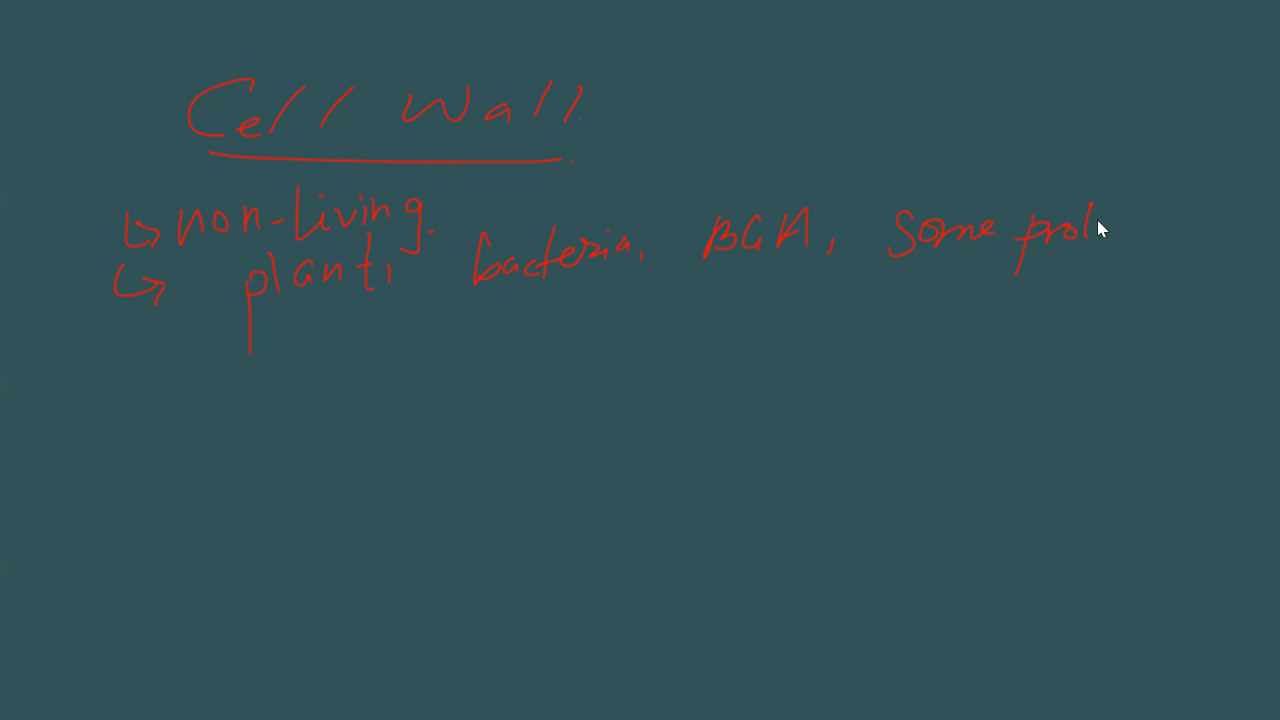 Cell Wall
↳ non-living.
↳ plant, bacteria, BGA, Some prot